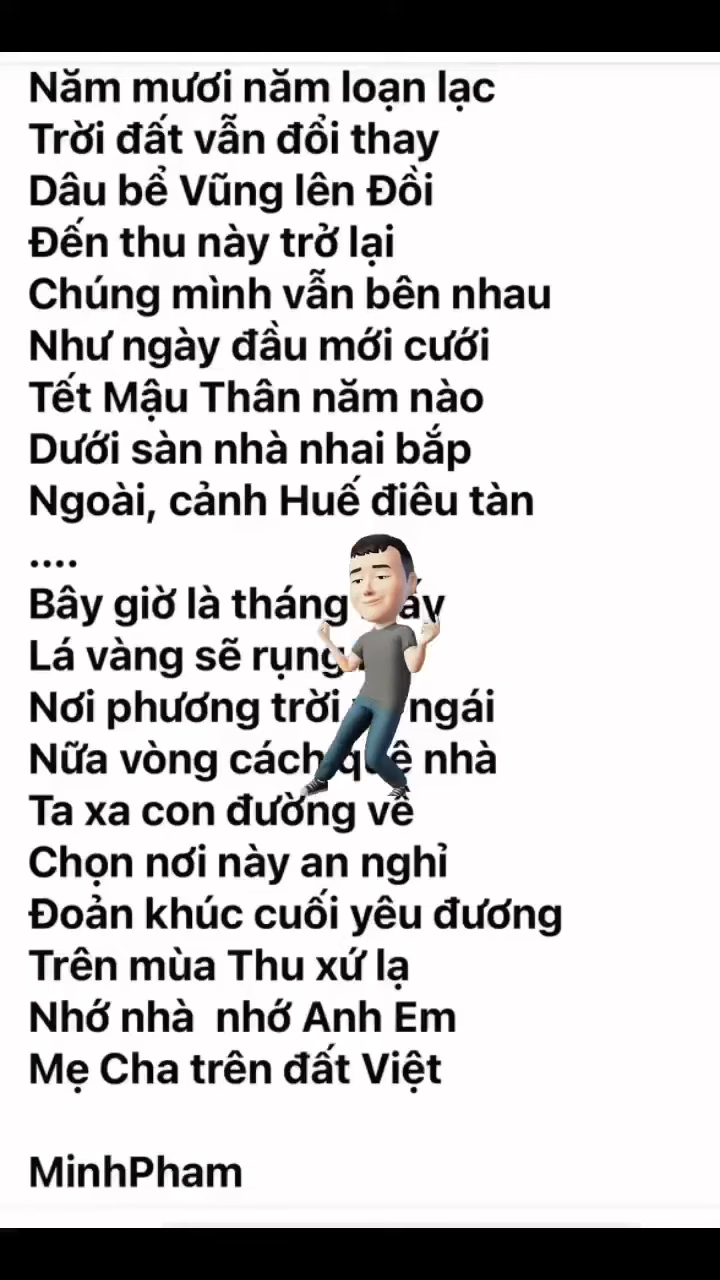 Năm mươi năm loạn lạc
Trời đất vẫn đổi thay
Dâu bể Vũng lên Đồi
Đến thu này trở lại
Chúng mình vẫn bên nhau
Như ngày đầu mới cưới
Tết Mậu Thân năm nào
Dưới sàn nhà nhai bắp
Ngoài, cảnh Huế điêu tàn
....
Bây giờ là tháng
Lá vàng sẽ rụng
Nơi phương trời ngái
Nữa vòng cách quê nhà
Ta xa con đường về
Chọn nơi này an nghỉ
Đoản khúc cuối yêu đương
Trên mùa Thu xứ lạ
Nhớ nhà nhớ Anh Em
Mẹ Cha trên đất Việt
MinhPham